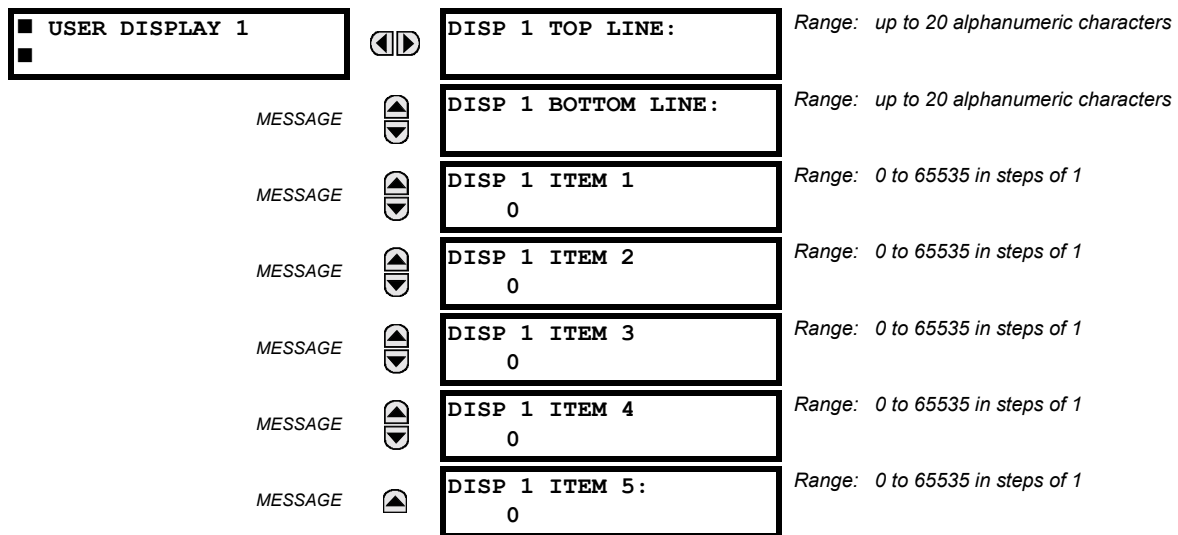 ■ USER DISPLAY 1
■
DISP 1 TOP LINE:
Range: up to 20 alphanumeric characters
MESSAGE
DISP 1 BOTTOM LINE:
Range: up to 20 alphanumeric characters
MESSAGE
DISP 1 ITEM 1
0
Range: 0 to 65535 in steps of 1
MESSAGE
DISP 1 ITEM 2
0
Range: 0 to 65535 in steps of 1
MESSAGE
DISP 1 ITEM 3
0
Range: 0 to 65535 in steps of 1
MESSAGE
DISP 1 ITEM 4
0
Range: 0 to 65535 in steps of 1
MESSAGE
DISP 1 ITEM 5:
0
Range: 0 to 65535 in steps of 1